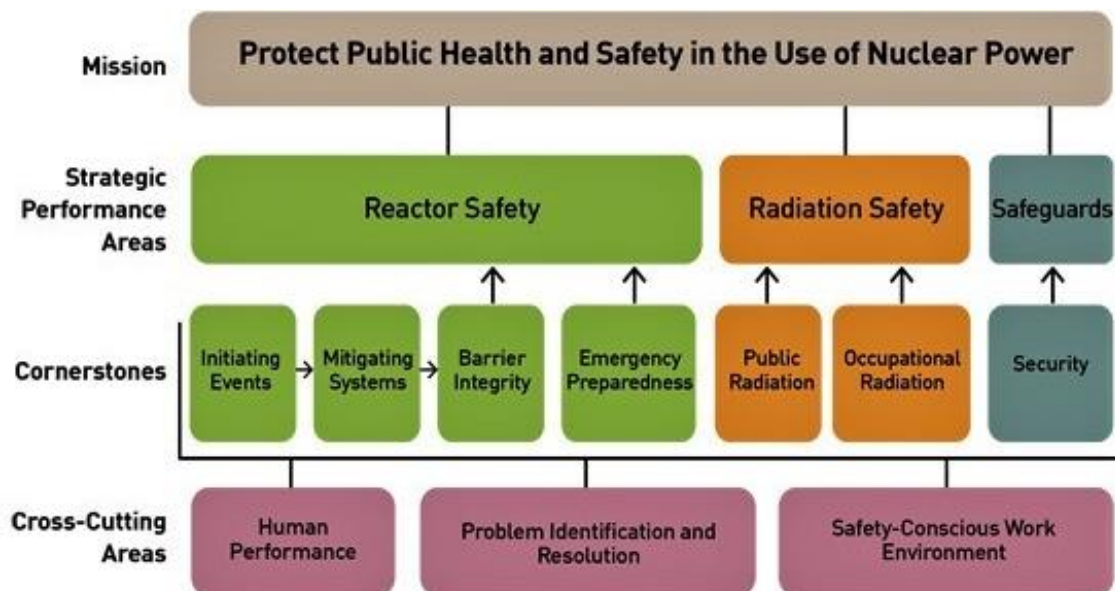 Mission
Protect Public Health and Safety in the Use of Nuclear Power
Strategic
Performance
Areas
Reactor Safety
Radiation Safety
Safeguards
Cornerstones
Initiating
Events
Mitigating
Systems
Barrier
Integrity
Emergency
Preparedness
Public
Radiation
Occupational
Radiation
Security
Cross-Cutting
Areas
Human
Performance
Problem Identification and
Resolution
Safety-Conscious Work
Environment